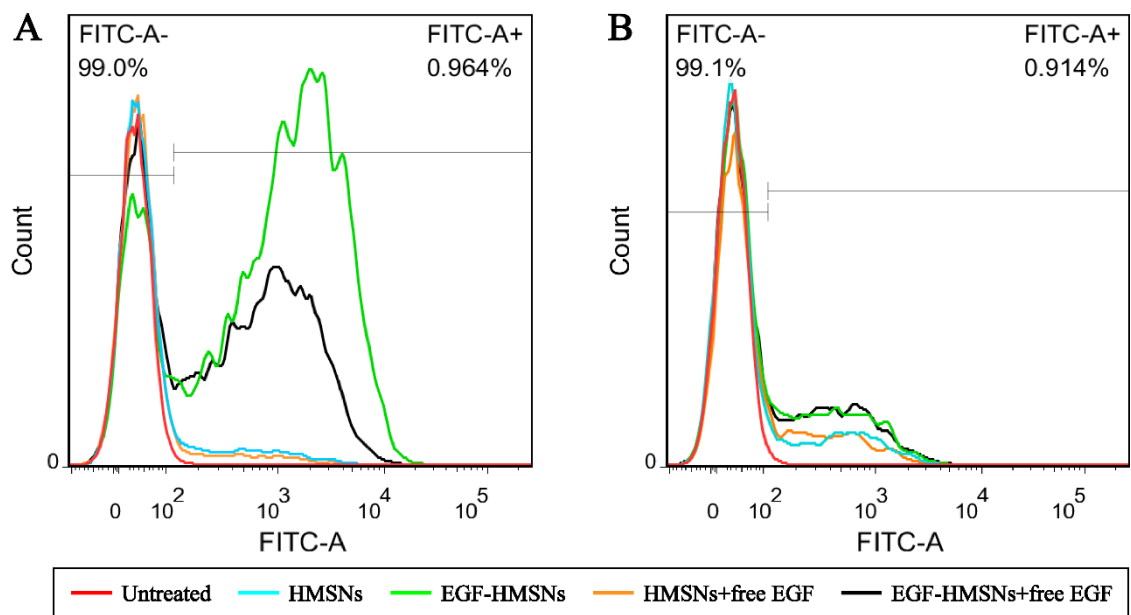 A
FITC-A- FITC-A+
99.0% 0.964%
Count
0
0 10² 10³ 10⁴ 10⁵
FITC-A
B
FITC-A- FITC-A+
99.1% 0.914%
Count
0
0 10² 10³ 10⁴ 10⁵
FITC-A
Untreated HMSNs EGF-HMSNs HMSNs+free EGF EGF-HMSNs+free EGF